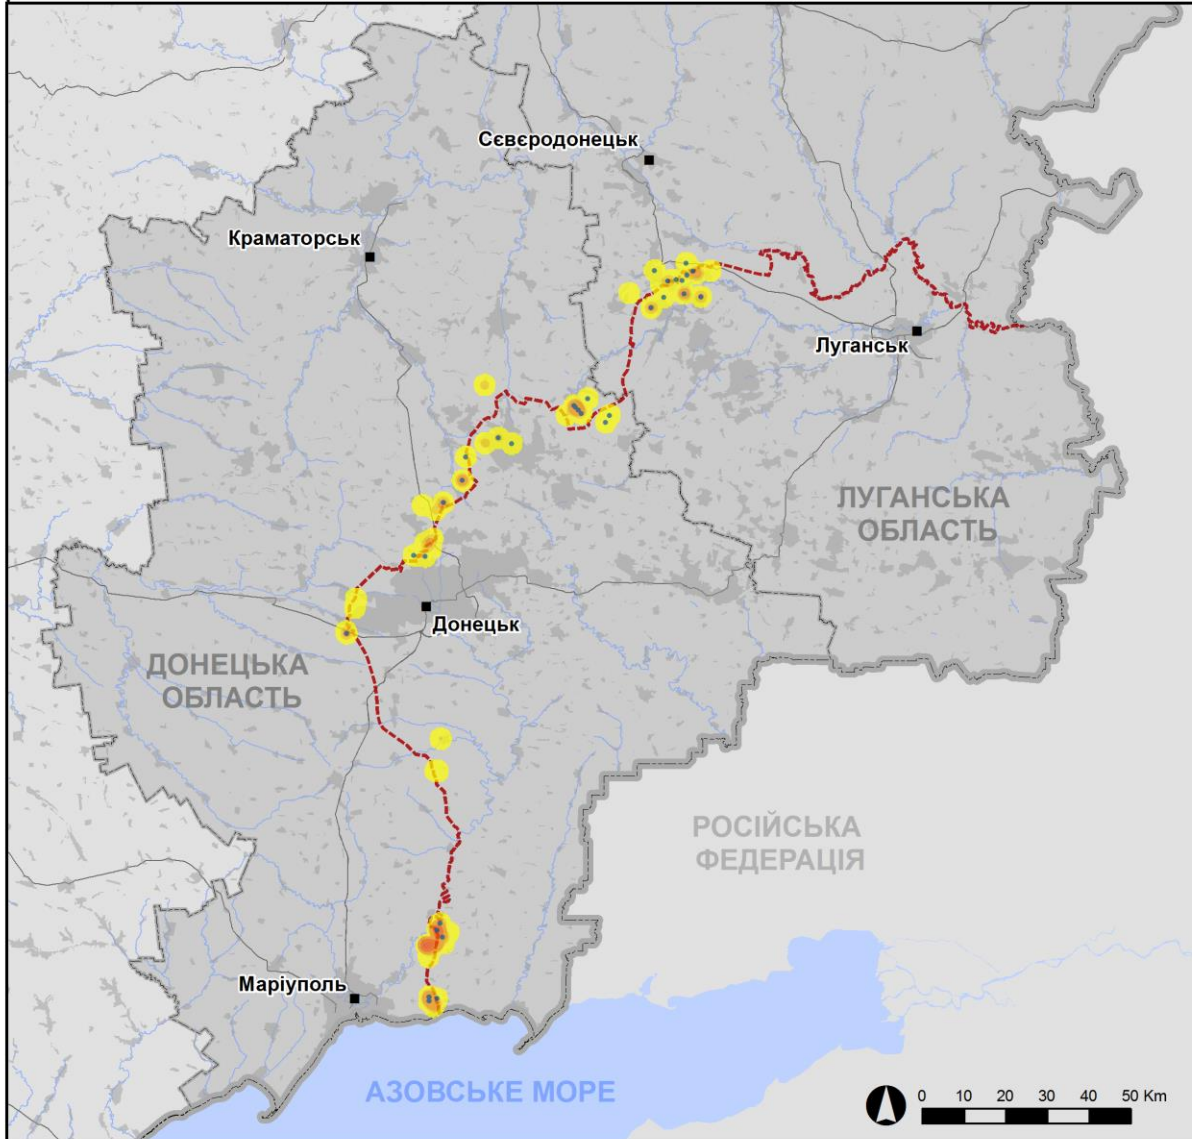 Сєвєродонецьк
Краматорськ
Луганськ
ЛУГАНСЬКА
ОБЛАСТЬ
Донецьк
ДОНЕЦЬКА
ОБЛАСТЬ
РОСІЙСЬКА
ФЕДЕРАЦІЯ
Маріуполь
АЗОВСЬКЕ МОРЕ
0 10 20 30 40 50 Km